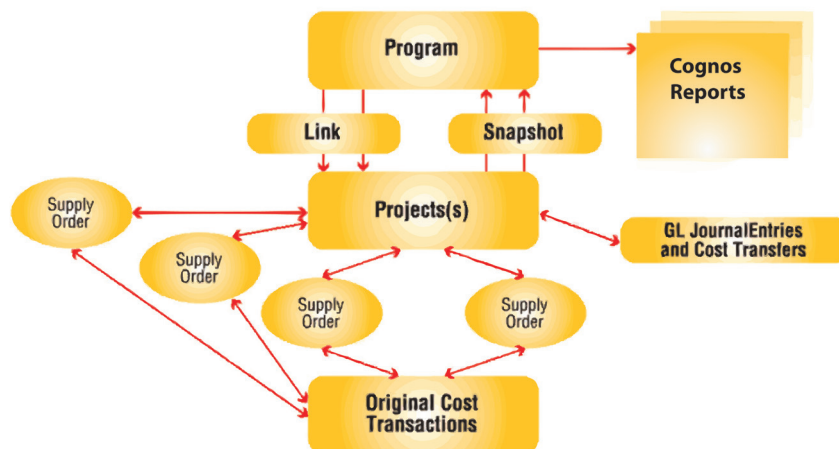 Program
Cognos
Reports
Link
Snapshot
Supply
Order
Projects(s)
GL JournalEntries
and Cost Transfers
Supply
Order
Supply
Order
Supply
Order
Original Cost
Transactions